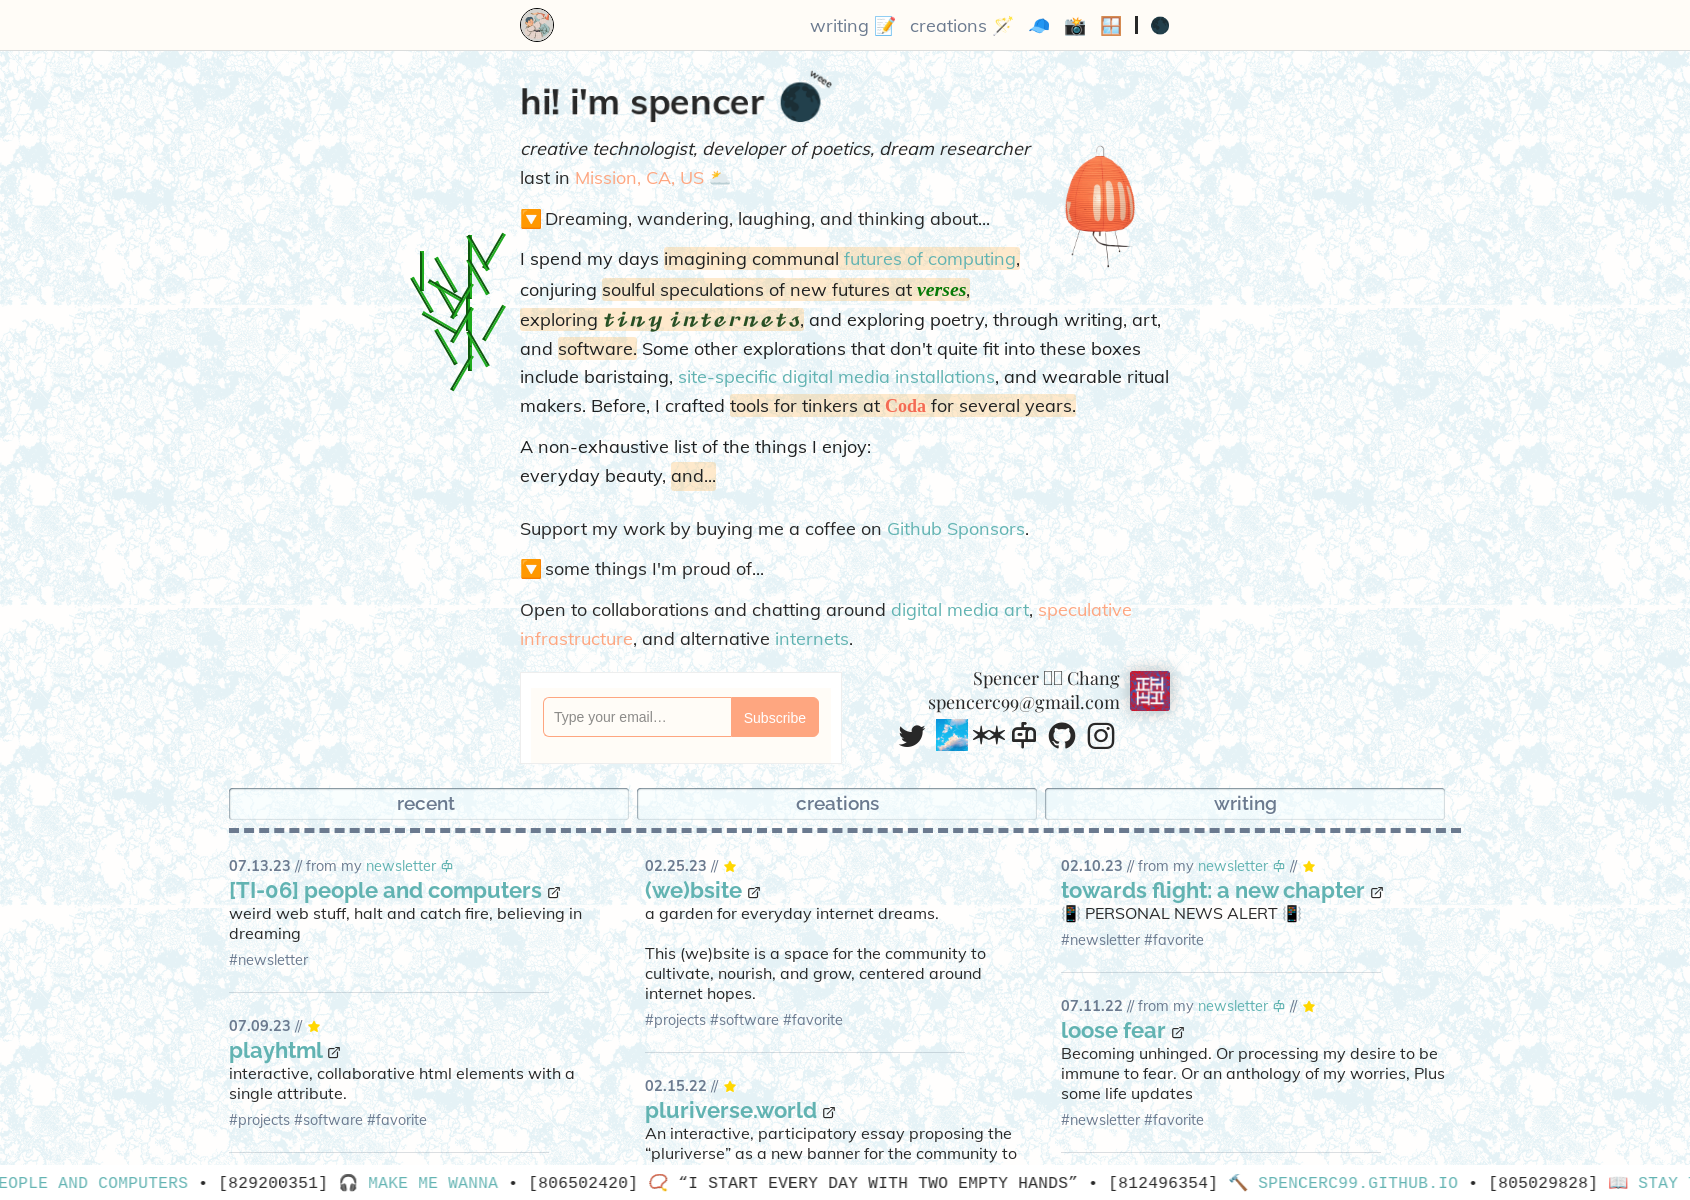 writing 📝 creations 🪄 🧢 📸 🪟 | 🌑
weee
hi! i'm spencer 🌑
creative technologist, developer of poetics, dream researcher
last in Mission, CA, US 🌥️
🔽 Dreaming, wandering, laughing, and thinking about...
I spend my days imagining communal futures of computing,
conjuring soulful speculations of new futures at verses,
exploring tiny internets, and exploring poetry, through writing, art,
and software. Some other explorations that don't quite fit into these boxes
include baristaing, site-specific digital media installations, and wearable ritual
makers. Before, I crafted tools for tinkers at Coda for several years.
A non-exhaustive list of the things I enjoy:
everyday beauty, and...
Support my work by buying me a coffee on Github Sponsors.
🔽 some things I'm proud of...
Open to collaborations and chatting around digital media art, speculative
infrastructure, and alternative internets.
Type your email…
Subscribe
Spencer Chang
spencerc99@gmail.com
recent
creations
writing
07.13.23 // from my newsletter
[TI-06] people and computers
weird web stuff, halt and catch fire, believing in
dreaming
#newsletter
07.09.23 // ⭐
playhtml
interactive, collaborative html elements with a
single attribute.
#projects #software #favorite
02.25.23 // ⭐
(we)bsite
a garden for everyday internet dreams.
This (we)bsite is a space for the community to
cultivate, nourish, and grow, centered around
internet hopes.
#projects #software #favorite
02.15.22 // ⭐
pluriverse.world
An interactive, participatory essay proposing the
“pluriverse” as a new banner for the community to
02.10.23 // from my newsletter // ⭐
towards flight: a new chapter
📳 PERSONAL NEWS ALERT 📳
#newsletter #favorite
07.11.22 // from my newsletter // ⭐
loose fear
Becoming unhinged. Or processing my desire to be
immune to fear. Or an anthology of my worries, Plus
some life updates
#newsletter #favorite
EOPLE AND COMPUTERS • [829200351] 🎧 MAKE ME WANNA • [806502420] 📿 “I START EVERY DAY WITH TWO EMPTY HANDS” • [812496354] 🔨 SPENCERC99.GITHUB.IO • [805029828] 📖 STAY